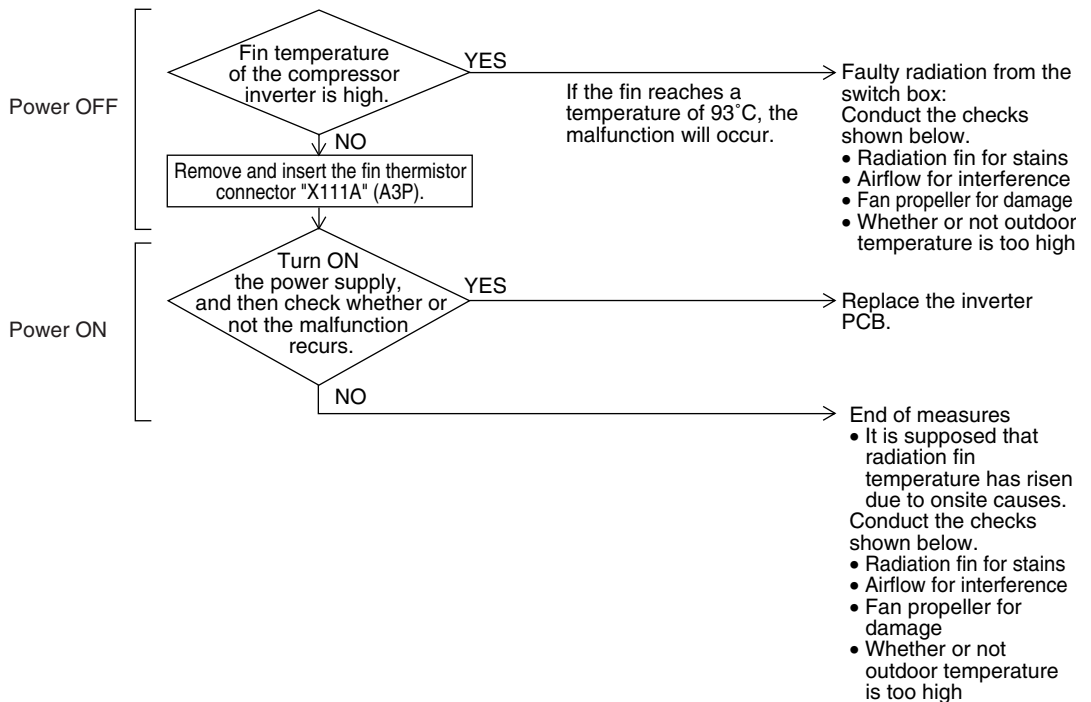 Power OFF
Fin temperature
of the compressor
inverter is high.
YES
If the fin reaches a
temperature of 93˚C, the
malfunction will occur.
Faulty radiation from the
switch box:
Conduct the checks
shown below.
• Radiation fin for stains
• Airflow for interference
• Fan propeller for damage
• Whether or not outdoor
temperature is too high
NO
Remove and insert the fin thermistor
connector "X111A" (A3P).
Power ON
Turn ON
the power supply,
and then check whether or
not the malfunction
recurs.
YES
Replace the inverter
PCB.
NO
End of measures
• It is supposed that
radiation fin
temperature has risen
due to onsite causes.
Conduct the checks
shown below.
• Radiation fin for stains
• Airflow for interference
• Fan propeller for
damage
• Whether or not
outdoor temperature
is too high